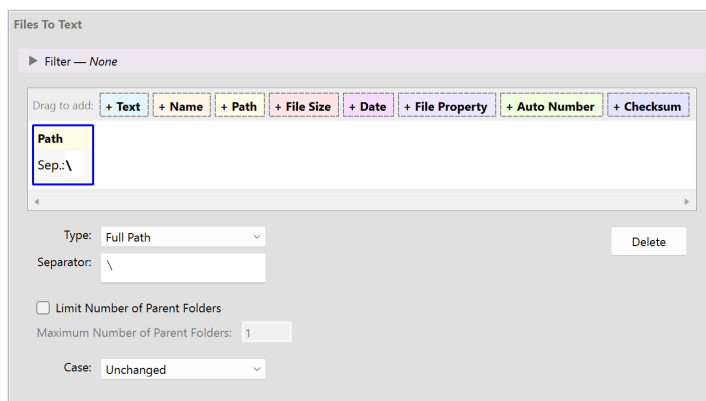 Files To Text
Filter — None
Drag to add: + Text + Name + Path + File Size + Date + File Property + Auto Number + Checksum
Path
Sep.:\
Type: Full Path
Delete
Separator: \
Limit Number of Parent Folders
Maximum Number of Parent Folders: 1
Case: Unchanged